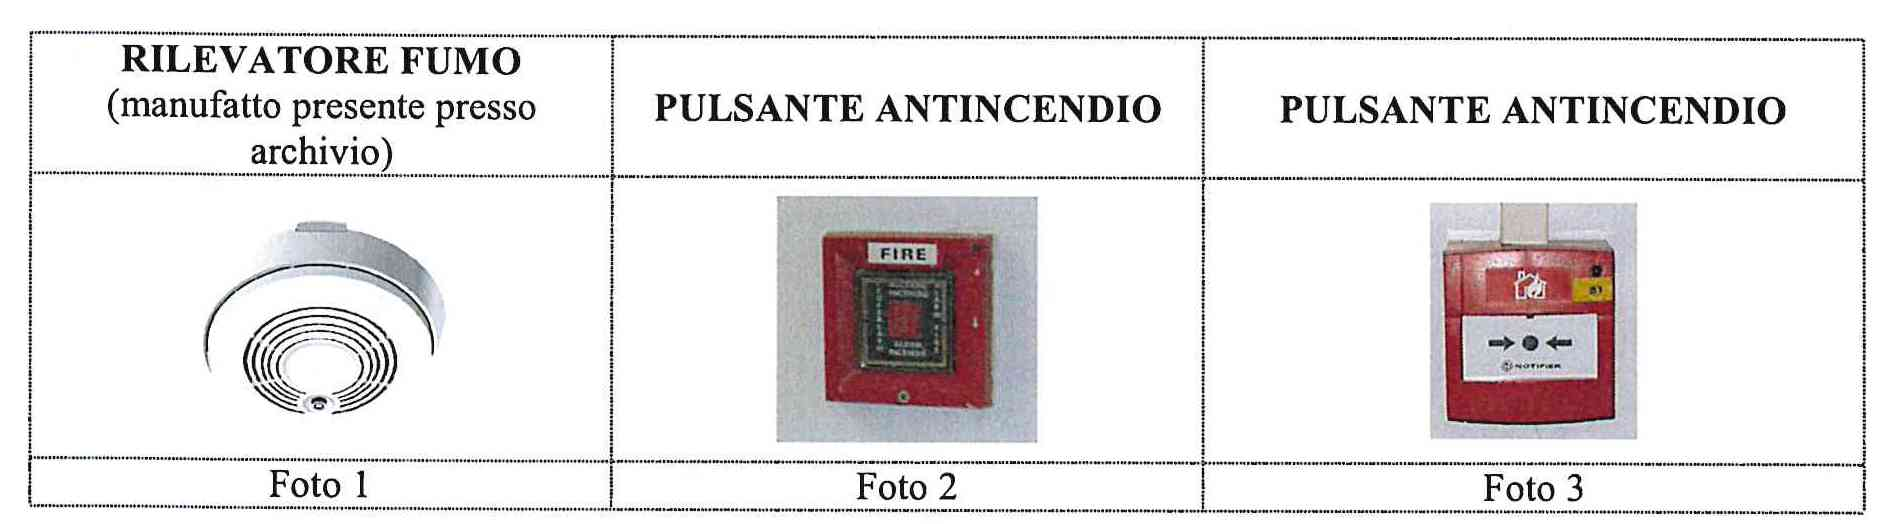 RILEVATORE FUMO
(manufatto presente presso
archivio)
PULSANTE ANTINCENDIO
PULSANTE ANTINCENDIO
FIRE
NOTIFIER
Foto 1
Foto 2
Foto 3